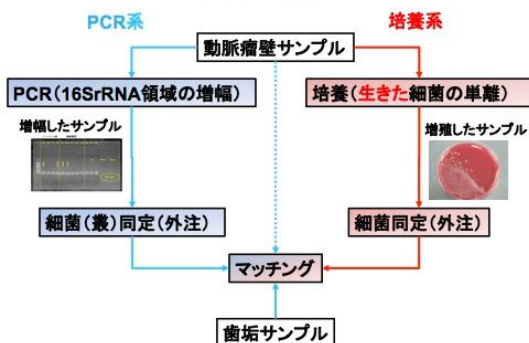 PCR系
培養系
動脈瘤壁サンプル
PCR(16SrRNA領域の増幅)
培養(生きた細菌の単離)
増幅したサンプル
増殖したサンプル
細菌(叢)同定(外注)
細菌同定(外注)
マッチング
歯垢サンプル